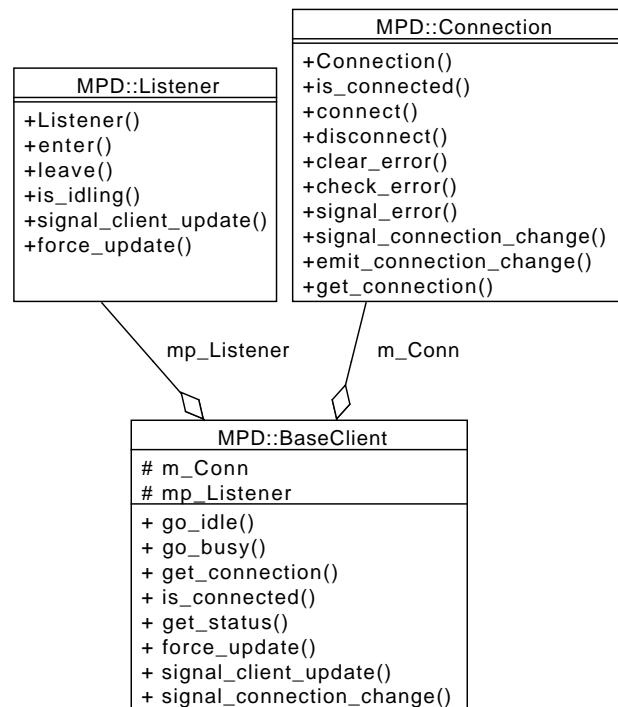 MPD::Listener
+Listener()
+enter()
+leave()
+is_idling()
+signal_client_update()
+force_update()
MPD::Connection
+Connection()
+is_connected()
+connect()
+disconnect()
+clear_error()
+check_error()
+signal_error()
+signal_connection_change()
+emit_connection_change()
+get_connection()
mp_Listener
m_Conn
MPD::BaseClient
# m_Conn
# mp_Listener
+ go_idle()
+ go_busy()
+ get_connection()
+ is_connected()
+ get_status()
+ force_update()
+ signal_client_update()
+ signal_connection_change()